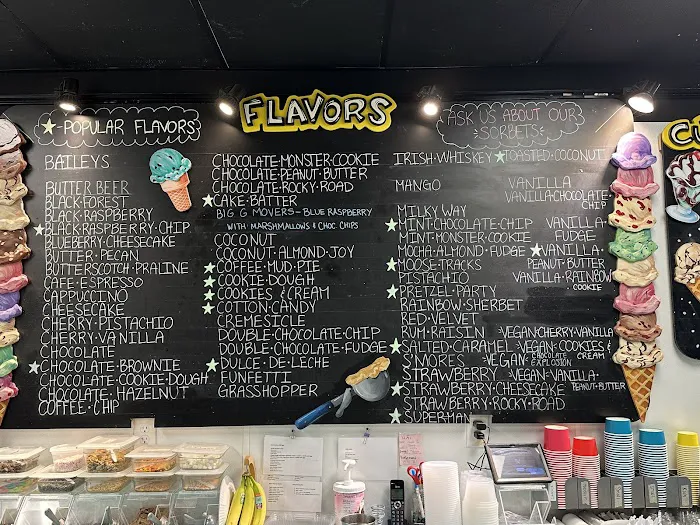 FLAVORS
★-POPULAR FLAVORS
BAILEYS
BUTTER BEER
BLACK·FOREST
BLACK·RASPBERRY
★BLACK·RASPBERRY·CHIP
BLUEBERRY·CHEESECAKE
BUTTER·PECAN
BUTTERSCOTCH·PRALINE
CAFE·ESPRESSO
CAPPUCCINO
CHEESECAKE
CHERRY·PISTACHIO
CHERRY·VANILLA
CHOCOLATE
★CHOCOLATE·BROWNIE
CHOCOLATE·COOKIE·DOUGH
CHOCOLATE·HAZELNUT
COFFEE·CHIP
CHOCOLATE·MONSTER·COOKIE
CHOCOLATE·PEANUT·BUTTER
CHOCOLATE·ROCKY·ROAD
★CAKE·BATTER
BIG G MOVERS-BLUE RASPBERRY
WITH MARSHMALLOWS & CHOC CHIPS
COCONUT
COCONUT·ALMOND·JOY
★COFFEE·MUD·PIE
★COOKIE·DOUGH
★COOKIES & CREAM
★COTTON·CANDY
CREMESICLE
DOUBLE·CHOCOLATE·CHIP
DOUBLE·CHOCOLATE·FUDGE
★DULCE·DE·LECHE
FUNFETTI
GRASSHOPPER
ASK US ABOUT OUR
SORBETS
IRISH·WHISKEY
MANGO
MILKY WAY
★MINT·CHOCOLATE·CHIP
MINT·MONSTER·COOKIE
MOCHA·ALMOND·FUDGE
★MOOSE·TRACKS
PISTACHIO
★PRETZEL·PARTY
RAINBOW·SHERBET
RED·VELVET
RUM·RAISIN
★SALTED·CARAMEL
S'MORES
STRAWBERRY
★STRAWBERRY·CHEESECAKE
STRAWBERRY·ROCKY·ROAD
★SUPERMAN
★TOASTED·COCONUT
VANILLA
VANILLA·CHOCOLATE·
CHIP
VANILLA·
FUDGE
★VANILLA·
PEANUT·BUTTER
VANILLA·RAINBOW
COOKIE
VEGAN·CHERRY·VANILLA
·VEGAN·COOKIES &
CREAM
·VEGAN·CHOCOLATE
EXPLOSION
·VEGAN·VANILLA·
PEANUT·BUTTER